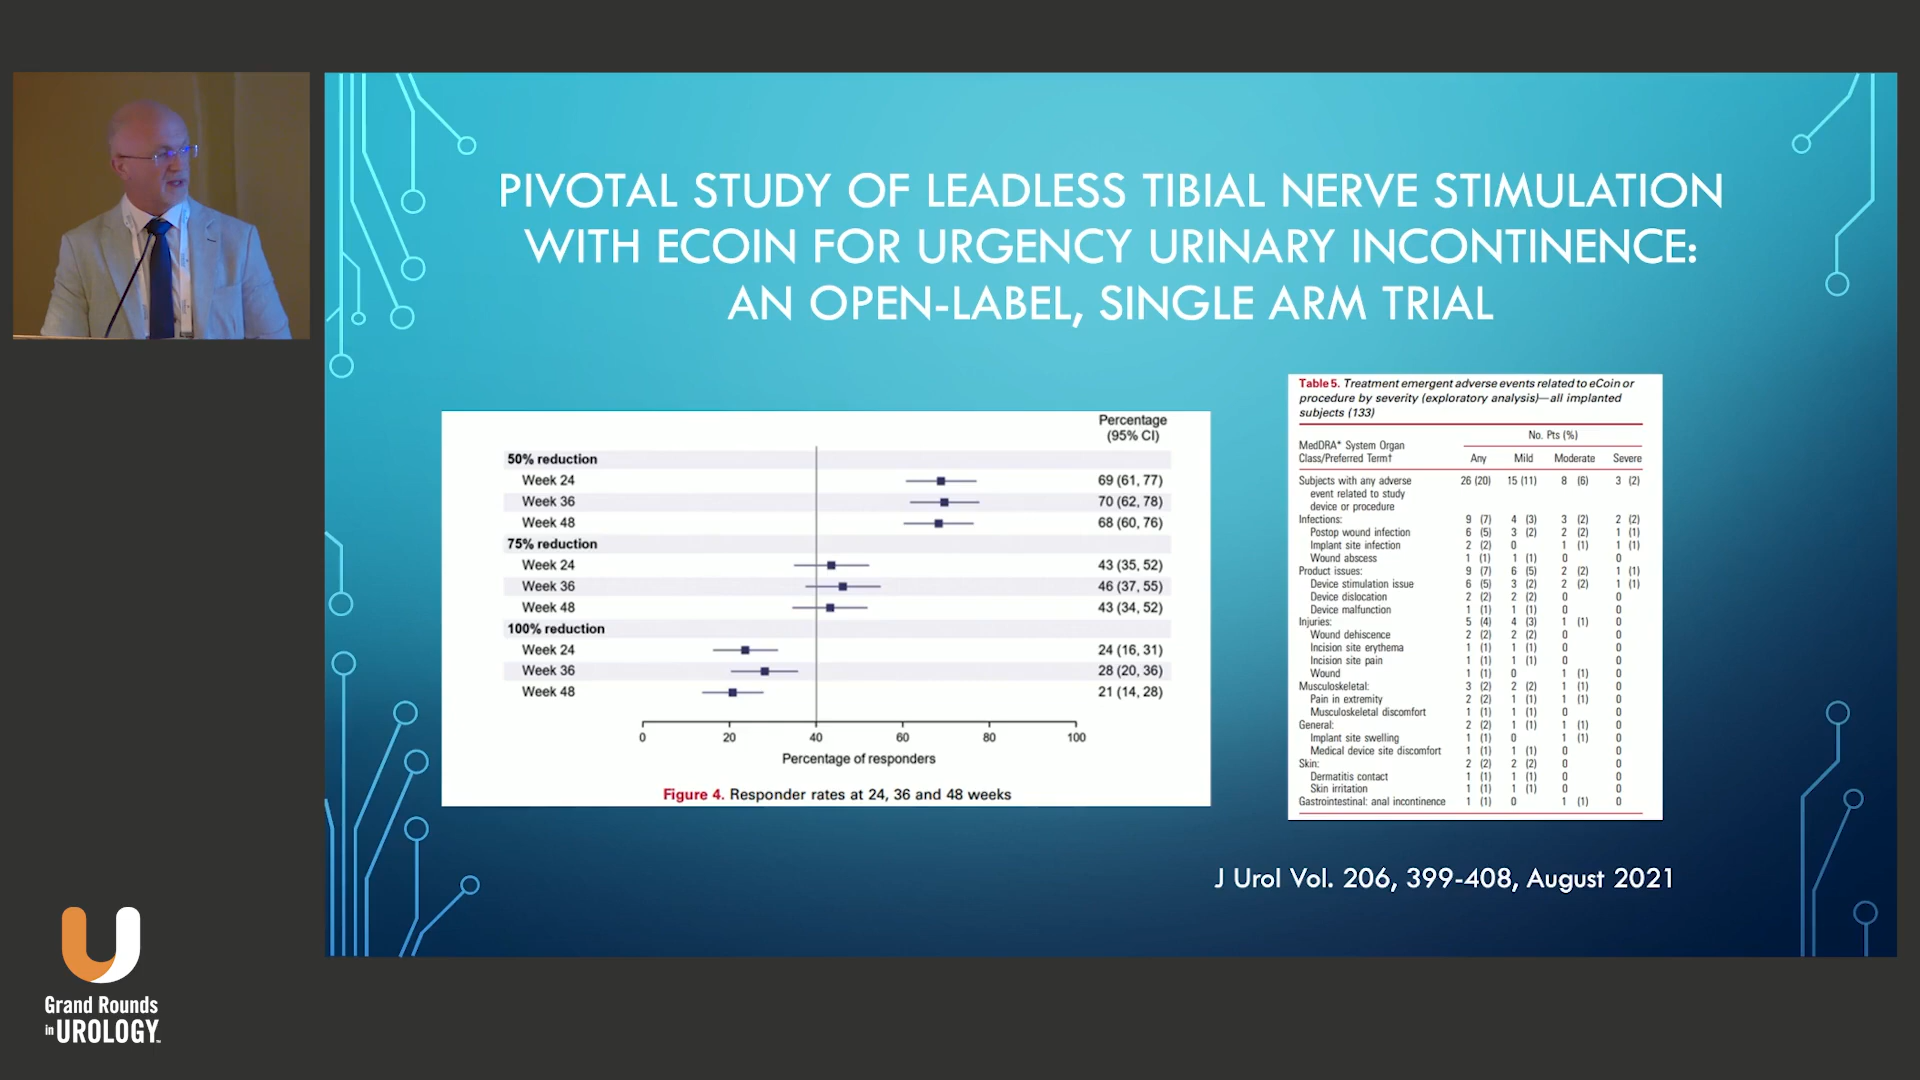 PIVOTAL STUDY OF LEADLESS TIBIAL NERVE STIMULATION
WITH ECOIN FOR URGENCY URINARY INCONTINENCE:
AN OPEN-LABEL, SINGLE ARM TRIAL
Percentage
(95% CI)
50% reduction
Week 24 69 (61, 77)
Week 36 70 (62, 78)
Week 48 68 (60, 76)
75% reduction
Week 24 43 (35, 52)
Week 36 46 (37, 55)
Week 48 43 (34, 52)
100% reduction
Week 24 24 (16, 31)
Week 36 28 (20, 36)
Week 48 21 (14, 28)
0 20 40 60 80 100
Percentage of responders
Figure 4. Responder rates at 24, 36 and 48 weeks
Table 5. Treatment emergent adverse events related to eCoin or
procedure by severity (exploratory analysis)—all implanted
subjects (133)
No. Pts (%)
MedDRA* System Organ
Class/Preferred Term† Any Mild Moderate Severe
Subjects with any adverse 26 (20) 15 (11) 8 (6) 3 (2)
event related to study
device or procedure
Infections: 9 (7) 4 (3) 3 (2) 2 (2)
Postop wound infection 6 (5) 3 (2) 2 (2) 1 (1)
Implant site infection 2 (2) 0 1 (1) 1 (1)
Wound abscess 1 (1) 1 (1) 0 0
Product issues: 9 (7) 6 (5) 2 (2) 1 (1)
Device stimulation issue 6 (5) 3 (2) 2 (2) 1 (1)
Device dislocation 2 (2) 2 (2) 0 0
Device malfunction 1 (1) 1 (1) 0 0
Injuries: 5 (4) 4 (3) 1 (1) 0
Wound dehiscence 2 (2) 2 (2) 0 0
Incision site erythema 1 (1) 1 (1) 0 0
Incision site pain 1 (1) 1 (1) 0 0
Wound 1 (1) 0 1 (1) 0
Musculoskeletal: 3 (2) 2 (2) 1 (1) 0
Pain in extremity 2 (2) 1 (1) 1 (1) 0
Musculoskeletal discomfort 1 (1) 1 (1) 0 0
General: 2 (2) 1 (1) 1 (1) 0
Implant site swelling 1 (1) 0 1 (1) 0
Medical device site discomfort 1 (1) 1 (1) 0 0
Skin: 2 (2) 2 (2) 0 0
Dermatitis contact 1 (1) 1 (1) 0 0
Skin irritation 1 (1) 1 (1) 0 0
Gastrointestinal: anal incontinence 1 (1) 0 1 (1) 0
J Urol Vol. 206, 399-408, August 2021
Grand Rounds
in UROLOGY™